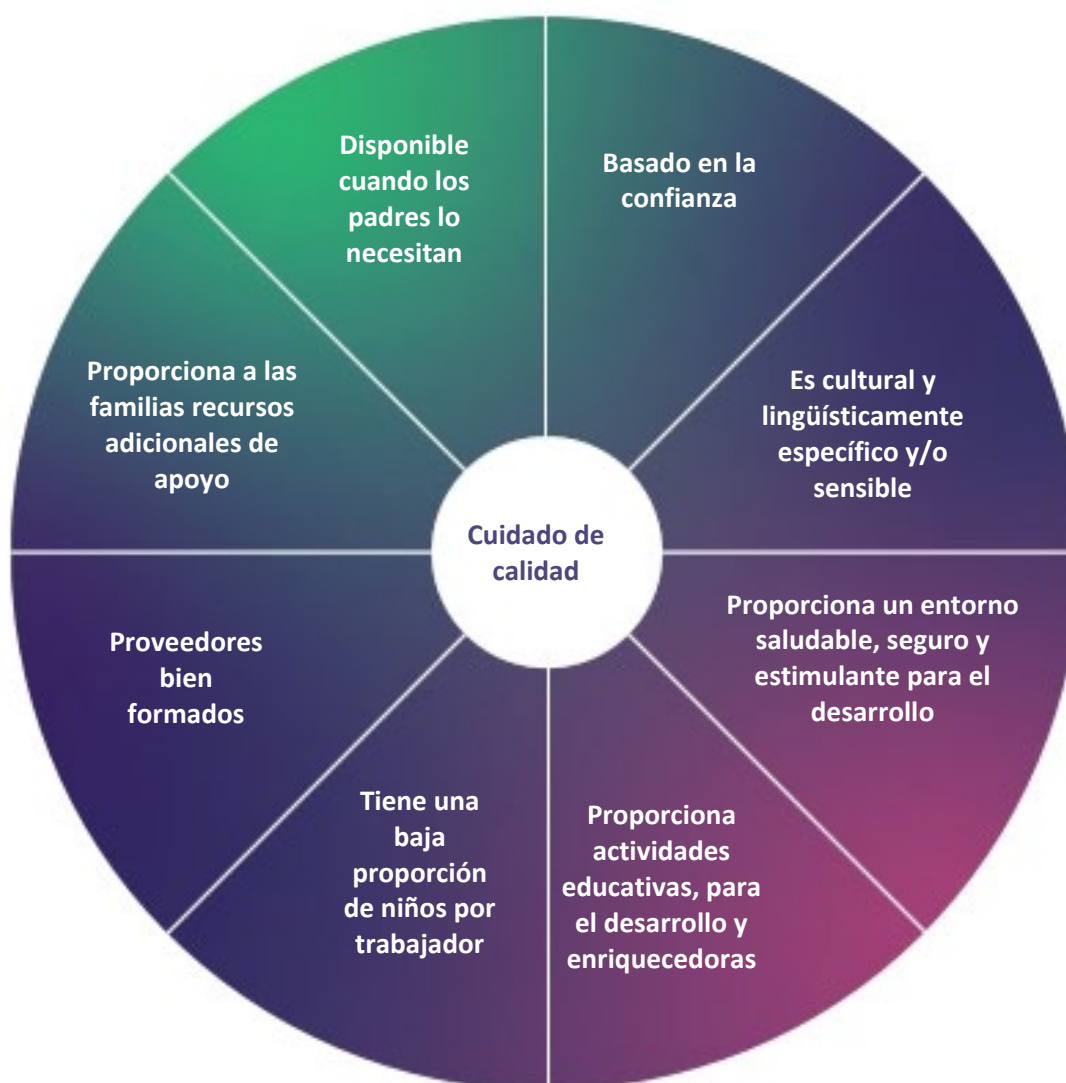 Disponible
cuando los
padres lo
necesitan
Basado en la
confianza
Es cultural y
lingüísticamente
específico y/o
sensible
Proporciona un entorno
saludable, seguro y
estimulante para el
desarrollo
Proporciona
actividades
educativas, para
el desarrollo y
enriquecedoras
Tiene una
baja
proporción
de niños por
trabajador
Proveedores
bien
formados
Proporciona a las
familias recursos
adicionales de
apoyo
Cuidado de
calidad